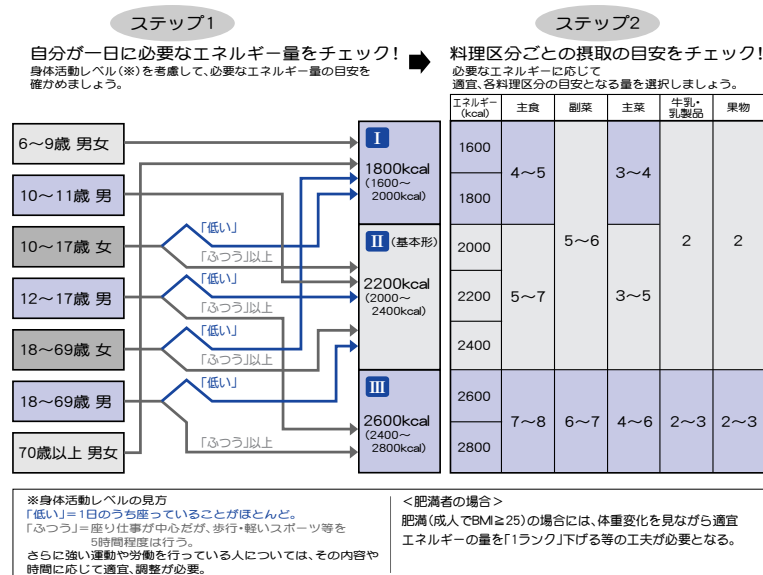 ステップ1
自分が一日に必要なエネルギー量をチェック!
身体活動レベル(※)を考慮して、必要なエネルギー量の目安を
確かめましょう。
6〜9歳 男女
10〜11歳 男
10〜17歳 女
12〜17歳 男
18〜69歳 女
18〜69歳 男
70歳以上 男女
「低い」
「ふつう」以上
「低い」
「ふつう」以上
「低い」
「ふつう」以上
「低い」
「ふつう」以上
I
1800kcal
(1600〜
2000kcal)
II (基本形)
2200kcal
(2000〜
2400kcal)
III
2600kcal
(2400〜
2800kcal)
ステップ2
料理区分ごとの摂取の目安をチェック!
必要なエネルギーに応じて
適宜、各料理区分の目安となる量を選択しましょう。
エネルギー
(kcal)
主食
副菜
主菜
牛乳・
乳製品
果物
1600
1800
2000
2200
2400
2600
2800
4〜5
5〜7
7〜8
5〜6
6〜7
3〜4
3〜5
4〜6
2
2〜3
2
2〜3
※身体活動レベルの見方
「低い」=1日のうち座っていることがほとんど。
「ふつう」=座り仕事が中心だが、歩行・軽いスポーツ等を
5時間程度は行う。
さらに強い運動や労働を行っている人については、その内容や
時間に応じて適宜、調整が必要。
<肥満者の場合>
肥満(成人でBMI≧25)の場合には、体重変化を見ながら適宜
エネルギーの量を「1ランク」下げる等の工夫が必要となる。